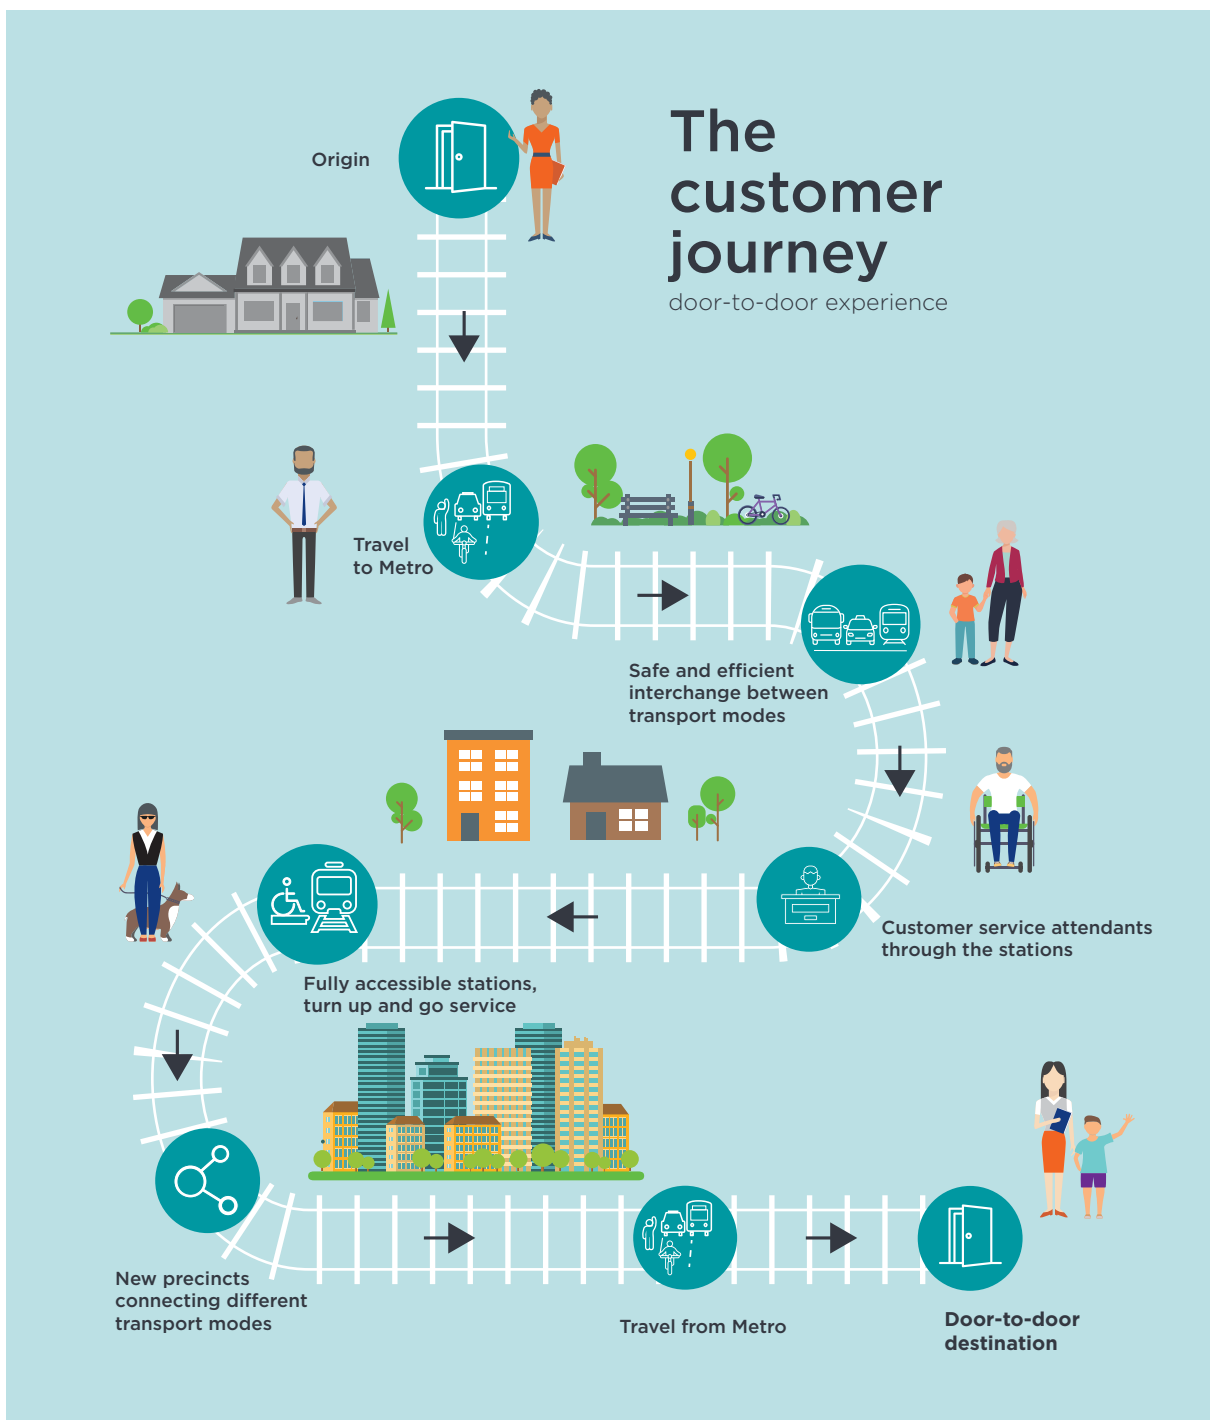 The
customer
journey
door-to-door experience
Origin
Travel
to Metro
Safe and efficient
interchange between
transport modes
Customer service attendants
through the stations
Fully accessible stations,
turn up and go service
New precincts
connecting different
transport modes
Travel from Metro
Door-to-door
destination